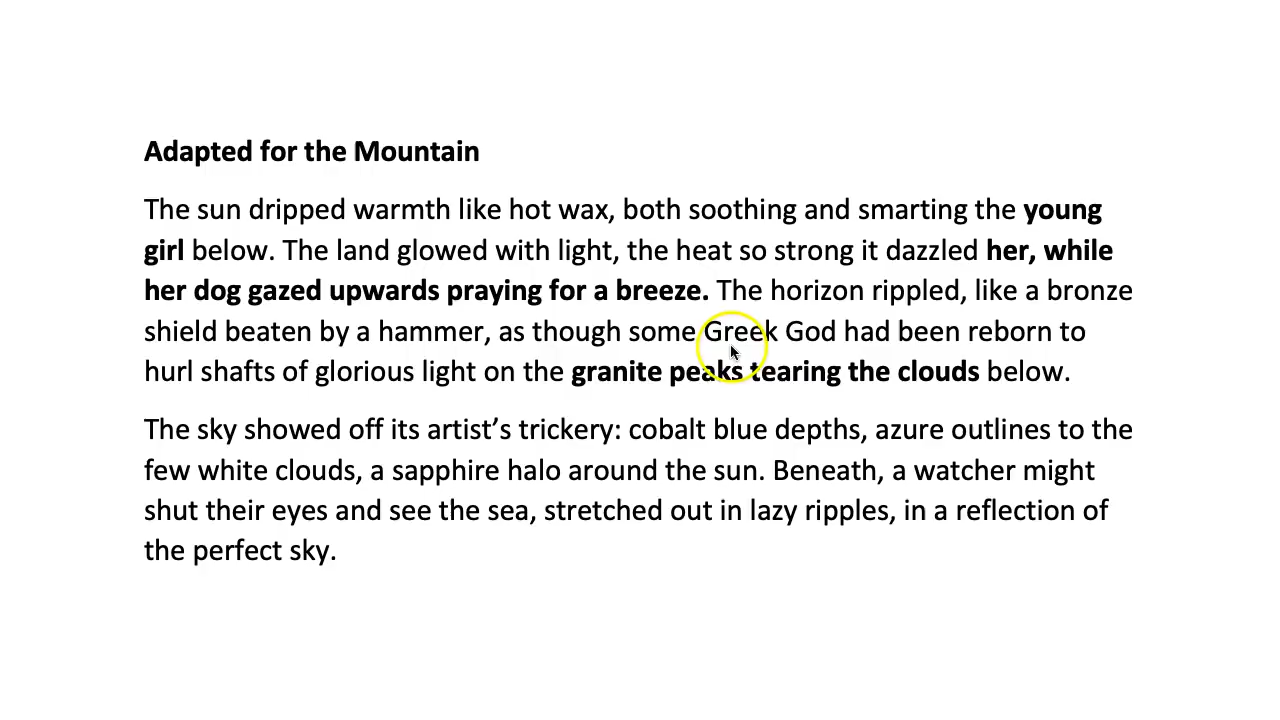 Adapted for the Mountain
The sun dripped warmth like hot wax, both soothing and smarting the young
girl below. The land glowed with light, the heat so strong it dazzled her, while
her dog gazed upwards praying for a breeze. The horizon rippled, like a bronze
shield beaten by a hammer, as though some Greek God had been reborn to
hurl shafts of glorious light on the granite peaks tearing the clouds below.
The sky showed off its artist’s trickery: cobalt blue depths, azure outlines to the
few white clouds, a sapphire halo around the sun. Beneath, a watcher might
shut their eyes and see the sea, stretched out in lazy ripples, in a reflection of
the perfect sky.